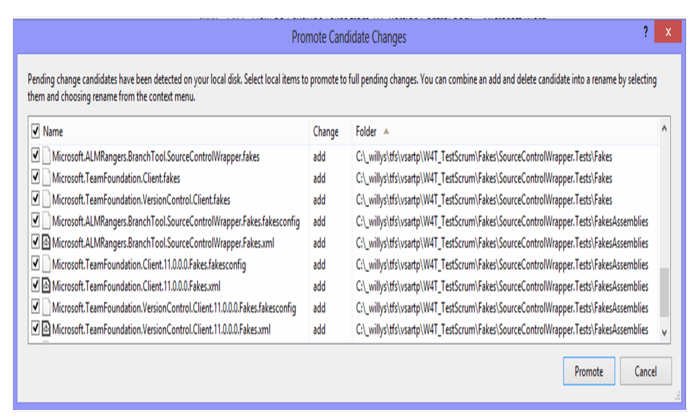 Promote Candidate Changes
? X
Pending change candidates have been detected on your local disk. Select local items to promote to full pending changes. You can combine an add and delete candidate into a rename by selecting
them and choosing rename from the context menu.
Name Change Folder
Microsoft.ALMRangers.BranchTool.SourceControlWrapper.fakes add C:\_willys\tfs\vsartp\W4T_TestScrum\Fakes\SourceControlWrapper.Tests\Fakes
Microsoft.TeamFoundation.Client.fakes add C:\_willys\tfs\vsartp\W4T_TestScrum\Fakes\SourceControlWrapper.Tests\Fakes
Microsoft.TeamFoundation.VersionControl.Client.fakes add C:\_willys\tfs\vsartp\W4T_TestScrum\Fakes\SourceControlWrapper.Tests\Fakes
Microsoft.ALMRangers.BranchTool.SourceControlWrapper.Fakes.fakesconfig add C:\_willys\tfs\vsartp\W4T_TestScrum\Fakes\SourceControlWrapper.Tests\FakesAssemblies
Microsoft.ALMRangers.BranchTool.SourceControlWrapper.Fakes.xml add C:\_willys\tfs\vsartp\W4T_TestScrum\Fakes\SourceControlWrapper.Tests\FakesAssemblies
Microsoft.TeamFoundation.Client.11.0.0.0.Fakes.fakesconfig add C:\_willys\tfs\vsartp\W4T_TestScrum\Fakes\SourceControlWrapper.Tests\FakesAssemblies
Microsoft.TeamFoundation.Client.11.0.0.0.Fakes.xml add C:\_willys\tfs\vsartp\W4T_TestScrum\Fakes\SourceControlWrapper.Tests\FakesAssemblies
Microsoft.TeamFoundation.VersionControl.Client.11.0.0.0.Fakes.fakesconfig add C:\_willys\tfs\vsartp\W4T_TestScrum\Fakes\SourceControlWrapper.Tests\FakesAssemblies
Microsoft.TeamFoundation.VersionControl.Client.11.0.0.0.Fakes.xml add C:\_willys\tfs\vsartp\W4T_TestScrum\Fakes\SourceControlWrapper.Tests\FakesAssemblies
Promote Cancel